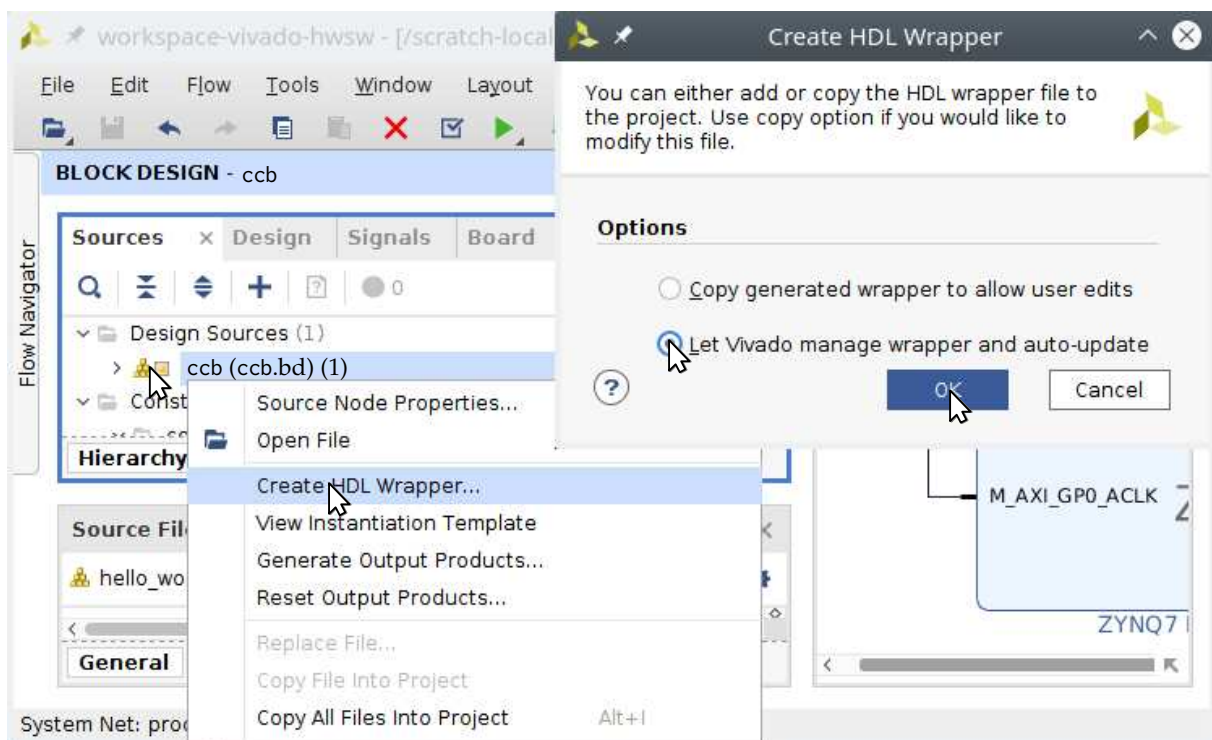 workspace-vivado-hwsw - [/scratch-local
File Edit Flow Tools Window Layout
BLOCK DESIGN - ccb
Flow Navigator
Sources × Design Signals Board
0
Design Sources (1)
ccb (ccb.bd) (1)
Const
Hierarchy
Source Fil
hello_wo
General
System Net: proc
Source Node Properties...
Open File
Create HDL Wrapper...
View Instantiation Template
Generate Output Products...
Reset Output Products...
Replace File...
Copy File Into Project
Copy All Files Into Project Alt+I
Create HDL Wrapper
You can either add or copy the HDL wrapper file to
the project. Use copy option if you would like to
modify this file.
Options
Copy generated wrapper to allow user edits
Let Vivado manage wrapper and auto-update
?
OK Cancel
M_AXI_GP0_ACLK
ZYNQ7